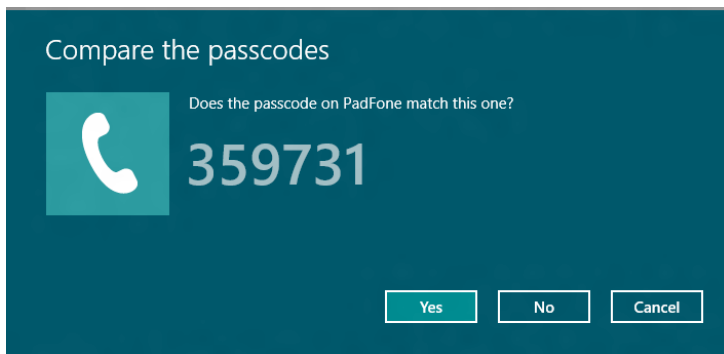 Compare the passcodes
Does the passcode on PadFone match this one?
359731
Yes No Cancel